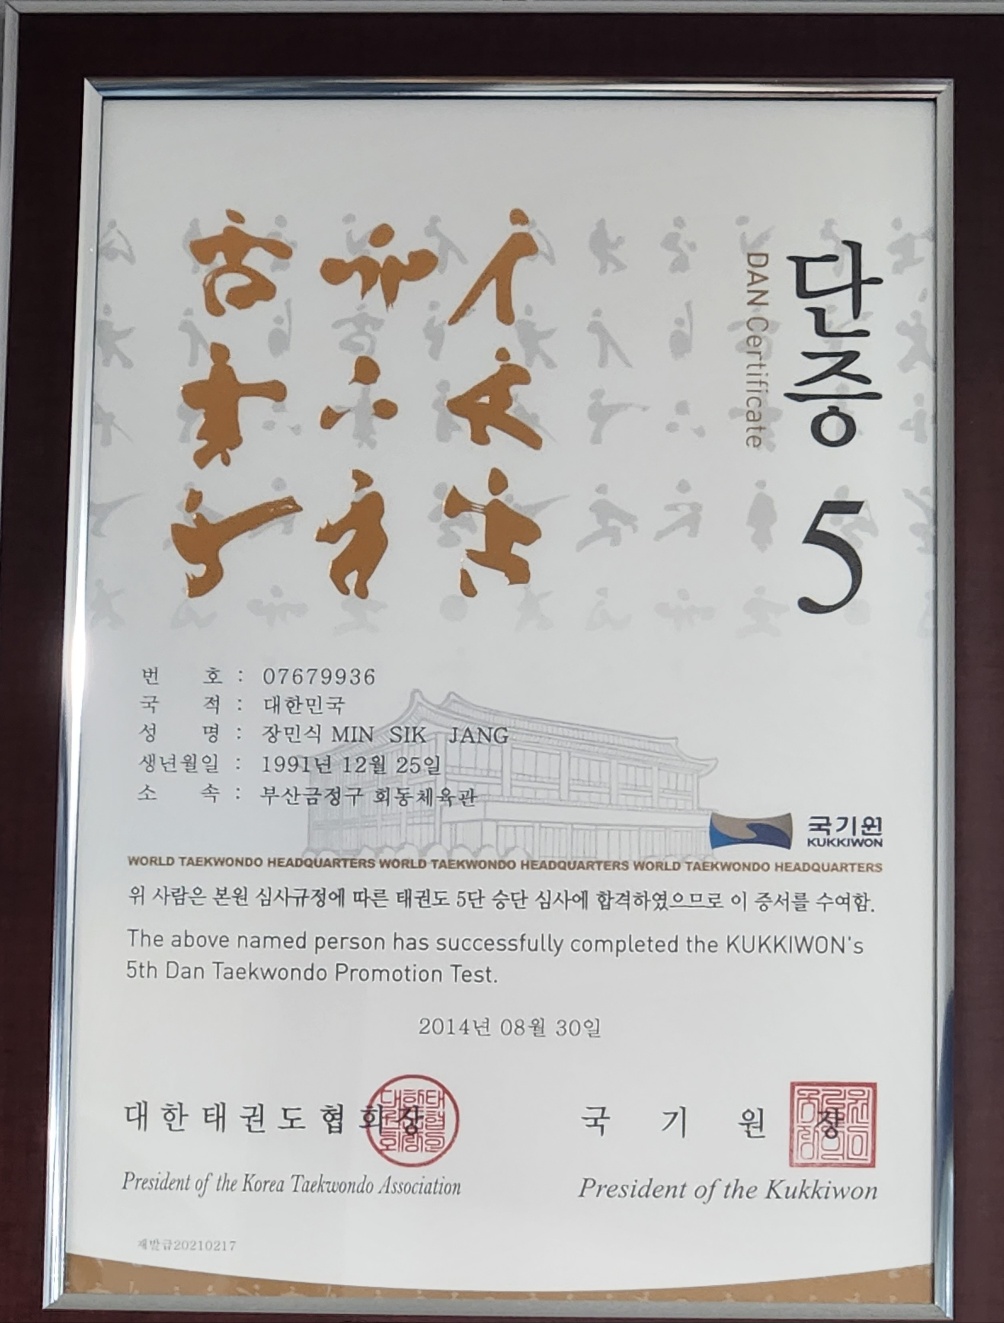 단증
DAN Certificate
5
번 호 : 07679936
국 적 : 대한민국
성 명 : 장민식 MIN SIK JANG
생년월일 : 1991년 12월 25일
소 속 : 부산금정구 회동체육관
국기원
KUKKIWON
WORLD TAEKWONDO HEADQUARTERS WORLD TAEKWONDO HEADQUARTERS WORLD TAEKWONDO HEADQUARTERS
위 사람은 본원 심사규정에 따른 태권도 5단 승단 심사에 합격하였으므로 이 증서를 수여함.
The above named person has successfully completed the KUKKIWON's
5th Dan Taekwondo Promotion Test.
2014년 08월 30일
대한태권도협회장
President of the Korea Taekwondo Association
국 기 원 장
President of the Kukkiwon
재발급20210217